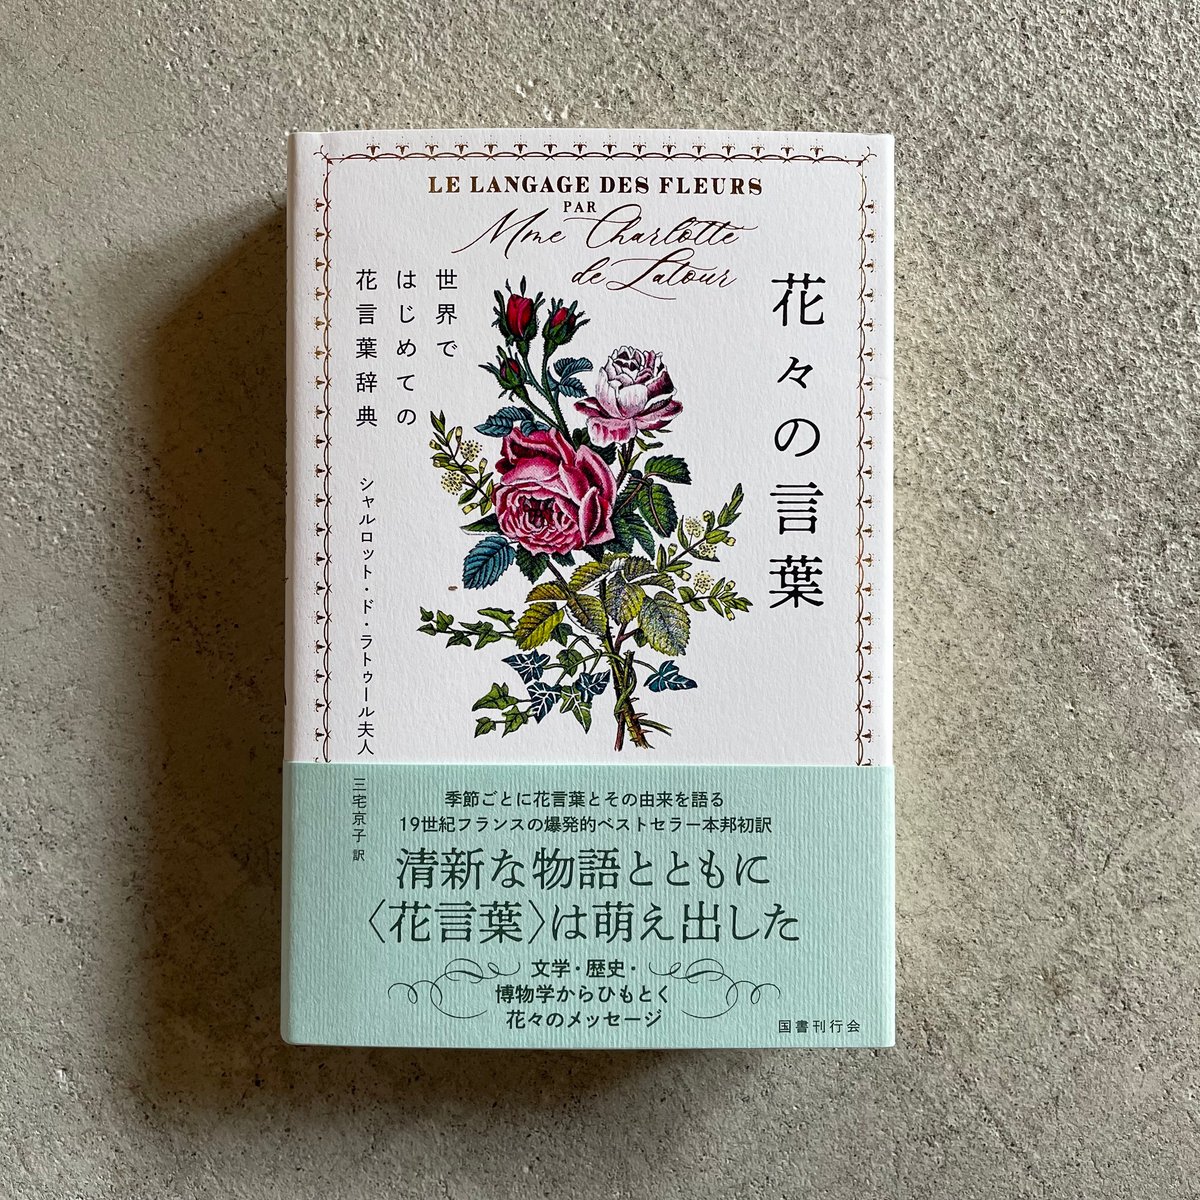 LE LANGAGE DES FLEURS
PAR
Mme Charlotte
de Latour
花々の言葉
世界で
はじめての
花言葉辞典
シャルロット・ド・ラトゥール夫人
三宅京子 訳
季節ごとに花言葉とその由来を語る
19世紀フランスの爆発的ベストセラー本邦初訳
清新な物語とともに
〈花言葉〉は萌え出した
文学・歴史・
博物学からひもとく
花々のメッセージ
国書刊行会